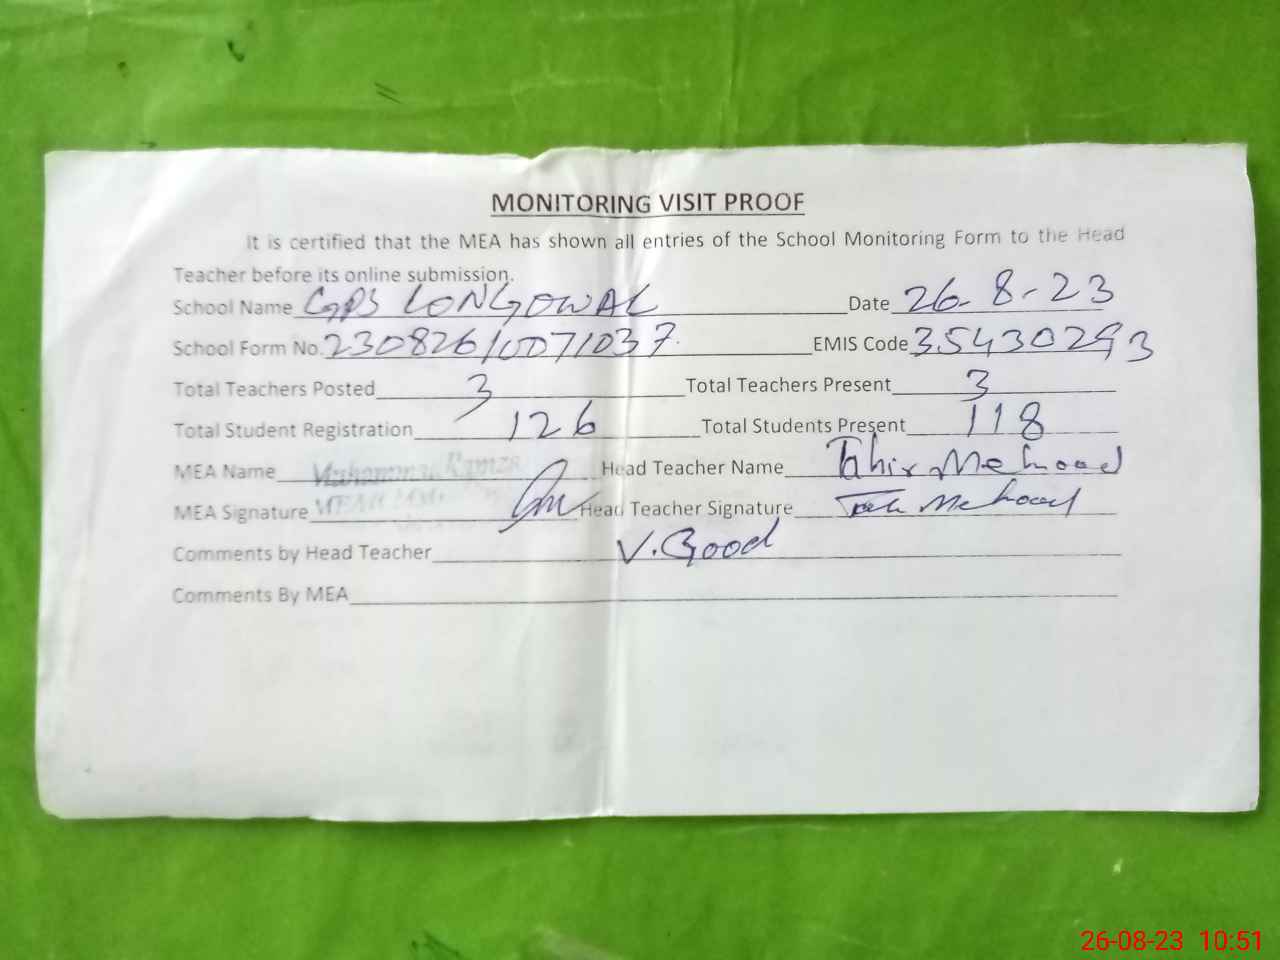 MONITORING VISIT PROOF
It is certified that the MEA has shown all entries of the School Monitoring Form to the Head
Teacher before its online submission.
School Name GPS LONGOWAL Date 26-8-23
School Form No. 23082610071037 EMIS Code 35430293
Total Teachers Posted 3 Total Teachers Present 3
Total Student Registration 126 Total Students Present 118
MEA Name Head Teacher Name Tahir Mehmood
MEA Signature Head Teacher Signature
Comments by Head Teacher V.Good
Comments By MEA
26-08-23 10:51